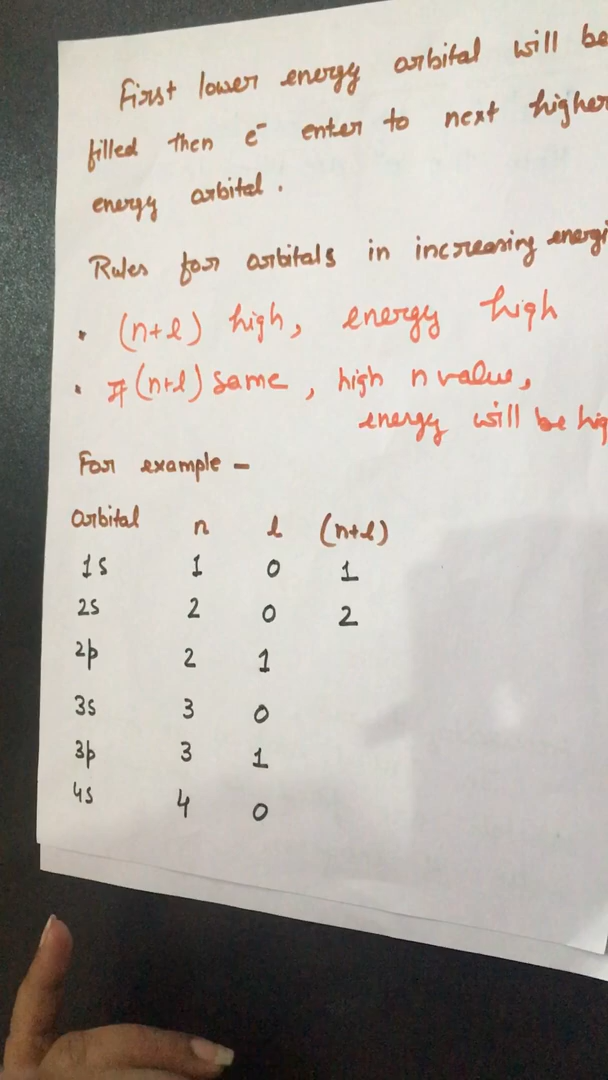 First lower energy orbital will be
filled then e⁻ enter to next higher
energy orbital.
Rules for orbitals in increasing energi
• (n+l) high, energy high
• If (n+l) same, high n value,
energy will be hig
For example –
orbital n l (n+l)
1s 1 0 1
2s 2 0 2
2p 2 1
3s 3 0
3p 3 1
4s 4 0